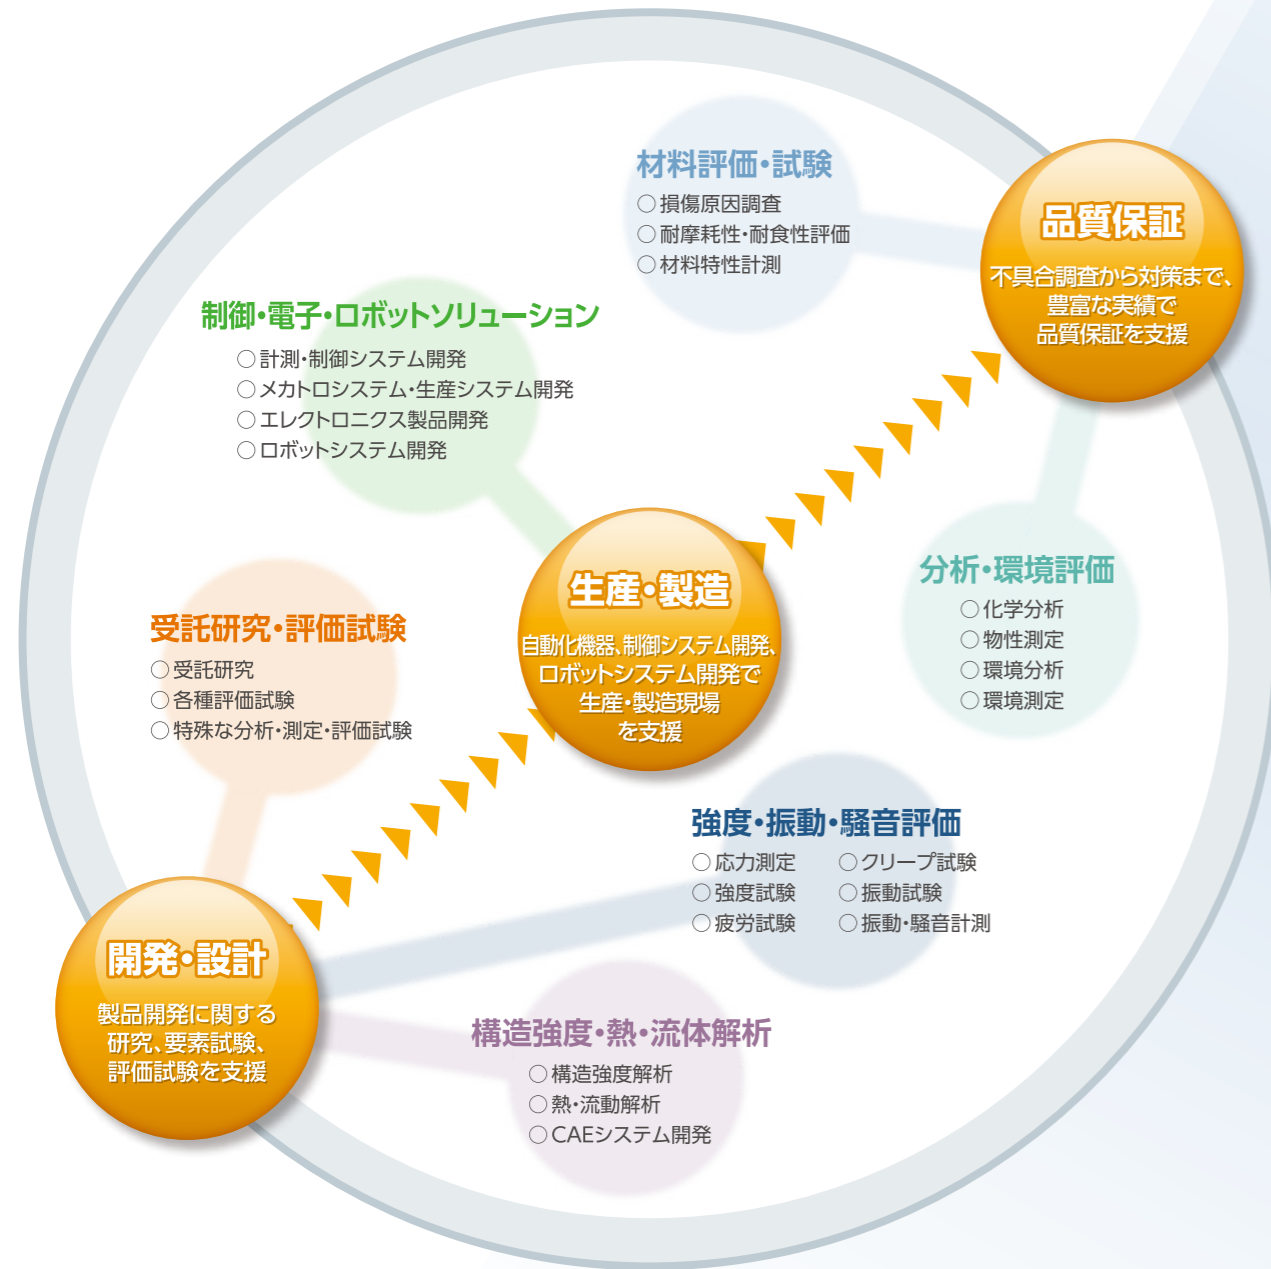 材料評価・試験
○損傷原因調査
○耐摩耗性・耐食性評価
○材料特性計測
品質保証
不具合調査から対策まで、
豊富な実績で
品質保証を支援
制御・電子・ロボットソリューション
○計測・制御システム開発
○メカトロシステム・生産システム開発
○エレクトロニクス製品開発
○ロボットシステム開発
生産・製造
自動化機器、制御システム開発、
ロボットシステム開発で
生産・製造現場
を支援
分析・環境評価
○化学分析
○物性測定
○環境分析
○環境測定
受託研究・評価試験
○受託研究
○各種評価試験
○特殊な分析・測定・評価試験
強度・振動・騒音評価
○応力測定 ○クリープ試験
○強度試験 ○振動試験
○疲労試験 ○振動・騒音計測
開発・設計
製品開発に関する
研究、要素試験、
評価試験を支援
構造強度・熱・流体解析
○構造強度解析
○熱・流動解析
○CAEシステム開発